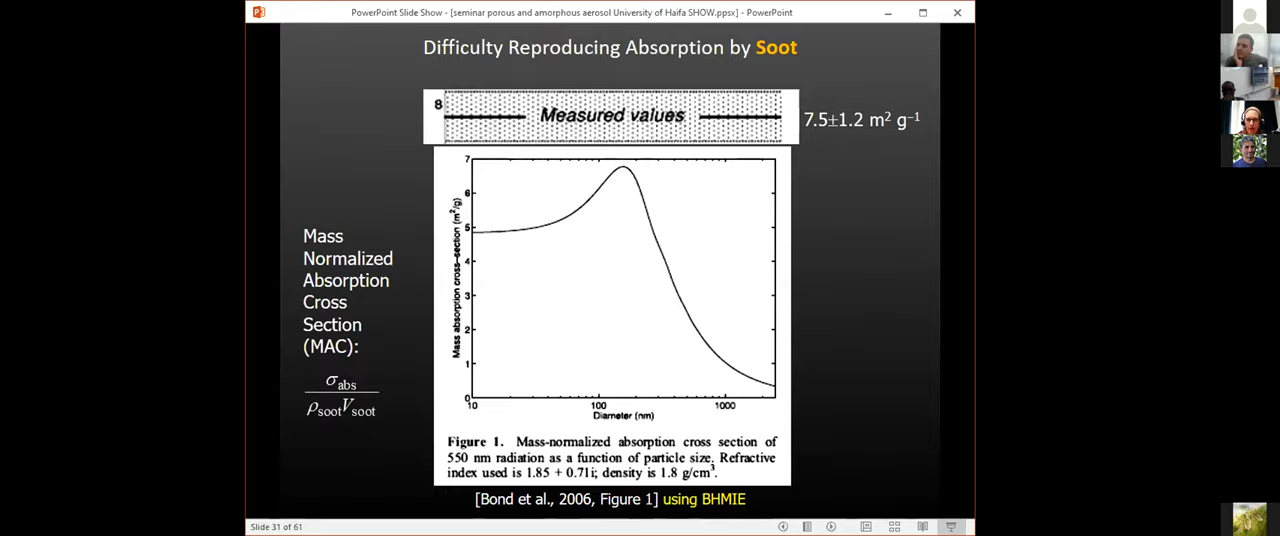 PowerPoint Slide Show - [seminar porous and amorphous aerosol University of Haifa SHOW.ppsx] - PowerPoint
Difficulty Reproducing Absorption by Soot
8
Measured values
7.5±1.2 m² g⁻¹
Mass
Normalized
Absorption
Cross
Section
(MAC):
σabs
ρsootVsoot
Mass absorption cross-section (m²/g)
7
6
5
4
3
2
1
0
10
100
1000
Diameter (nm)
Figure 1. Mass-normalized absorption cross section of
550 nm radiation as a function of particle size. Refractive
index used is 1.85 + 0.71i; density is 1.8 g/cm³.
[Bond et al., 2006, Figure 1] using BHMIE
Slide 31 of 61